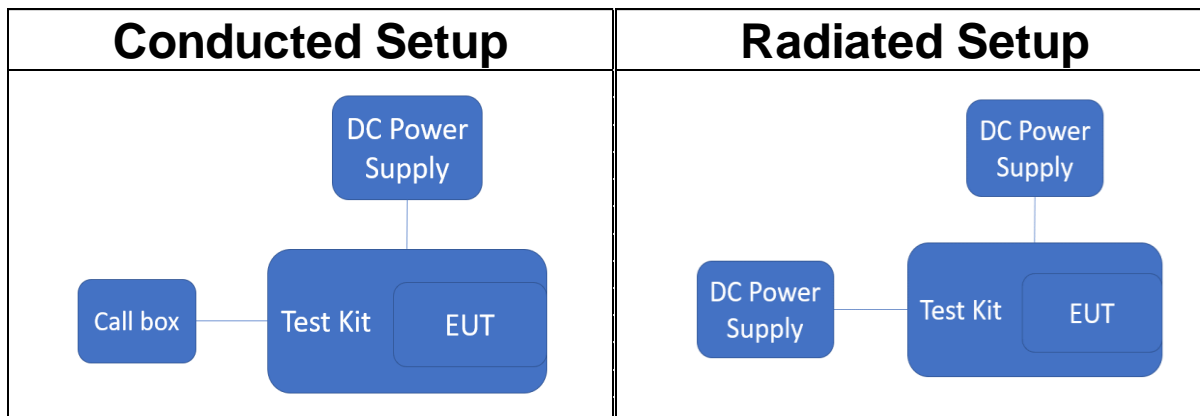 Conducted Setup
Radiated Setup
DC Power
Supply
Call box
Test Kit
EUT
DC Power
Supply
DC Power
Supply
Test Kit
EUT